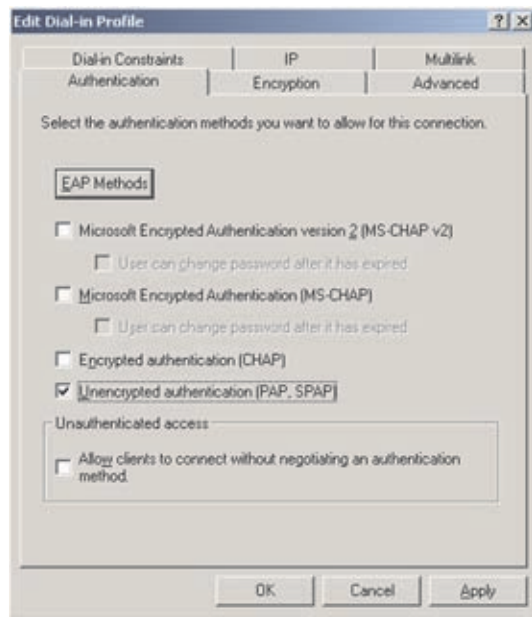 Edit Dial-in Profile
Dial-in Constraints IP Multilink
Authentication Encryption Advanced
Select the authentication methods you want to allow for this connection.
EAP Methods
Microsoft Encrypted Authentication version 2 (MS-CHAP v2)
User can change password after it has expired
Microsoft Encrypted Authentication (MS-CHAP)
User can change password after it has expired
Encrypted authentication (CHAP)
Unencrypted authentication (PAP, SPAP)
Unauthenticated access
Allow clients to connect without negotiating an authentication
method.
OK Cancel Apply